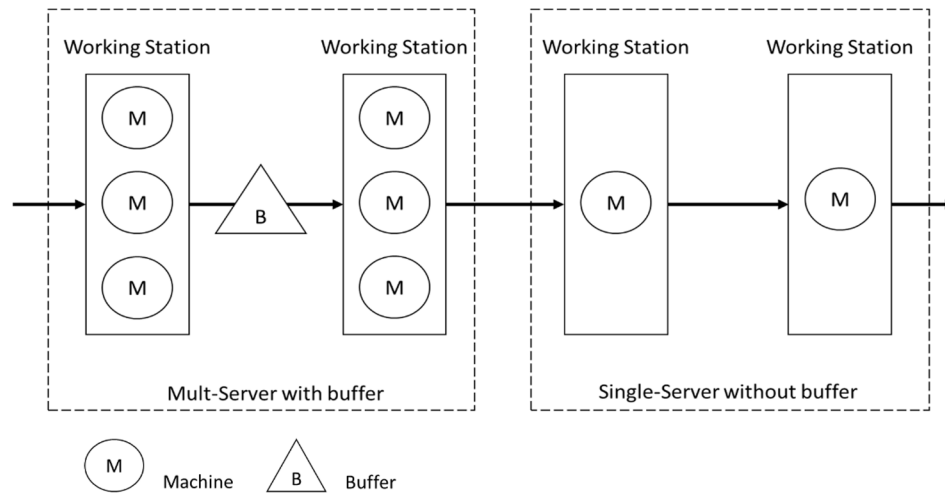 Working Station
Working Station
Working Station
Working Station
M
M
M
M
M
B
M
M
M
Mult-Server with buffer
Single-Server without buffer
M
Machine
B
Buffer